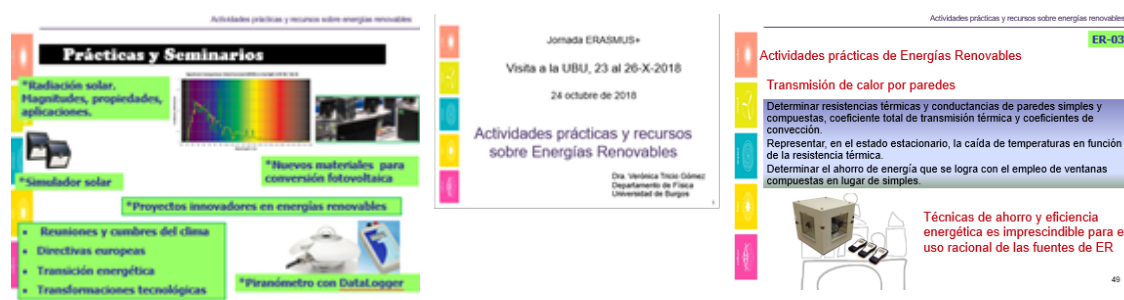 Actividades prácticas y recursos sobre energías renovables
Prácticas y Seminarios
*Radiación solar.
Magnitudes, propiedades,
aplicaciones.
*Simulador solar
*Nuevos materiales para
conversión fotovoltaica
*Proyectos innovadores en energías renovables
• Reuniones y cumbres del clima
• Directivas europeas
• Transición energética
• Transformaciones tecnológicas
*Piranómetro con DataLogger
Actividades prácticas y recursos sobre energías renovables
Jornada ERASMUS+
Visita a la UBU, 23 al 26-X-2018
24 octubre de 2018
Actividades prácticas y recursos
sobre Energías Renovables
Dra. Verónica Tricio Gómez
Departamento de Física
Universidad de Burgos
Actividades prácticas y recursos sobre energías renovables
ER-03
Actividades prácticas de Energías Renovables
Transmisión de calor por paredes
Determinar resistencias térmicas y conductancias de paredes simples y
compuestas, coeficiente total de transmisión térmica y coeficientes de
convección.
Representar, en el estado estacionario, la caída de temperaturas en función
de la resistencia térmica.
Determinar el ahorro de energía que se logra con el empleo de ventanas
compuestas en lugar de simples.
Técnicas de ahorro y eficiencia
energética es imprescindible para e
uso racional de las fuentes de ER
49